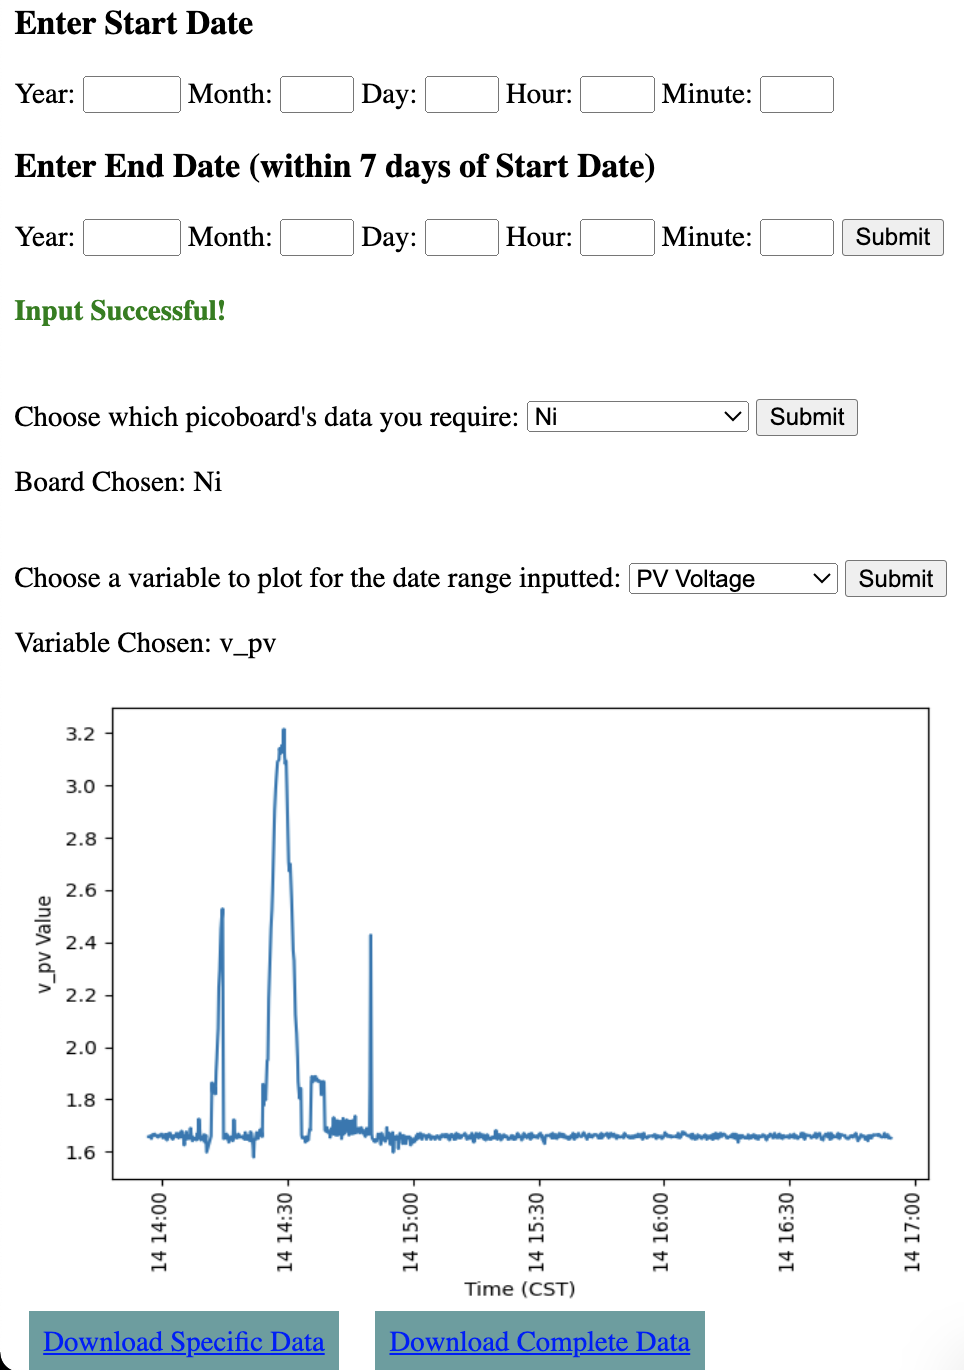 Enter Start Date
Year: Month: Day: Hour: Minute:
Enter End Date (within 7 days of Start Date)
Year: Month: Day: Hour: Minute: Submit
Input Successful!
Choose which picoboard's data you require: Ni Submit
Board Chosen: Ni
Choose a variable to plot for the date range inputted: PV Voltage Submit
Variable Chosen: v_pv
3.2
3.0
2.8
2.6
2.4
2.2
2.0
1.8
1.6
v_pv Value
14 14:00
14 14:30
14 15:00
14 15:30
14 16:00
14 16:30
14 17:00
Time (CST)
Download Specific Data Download Complete Data